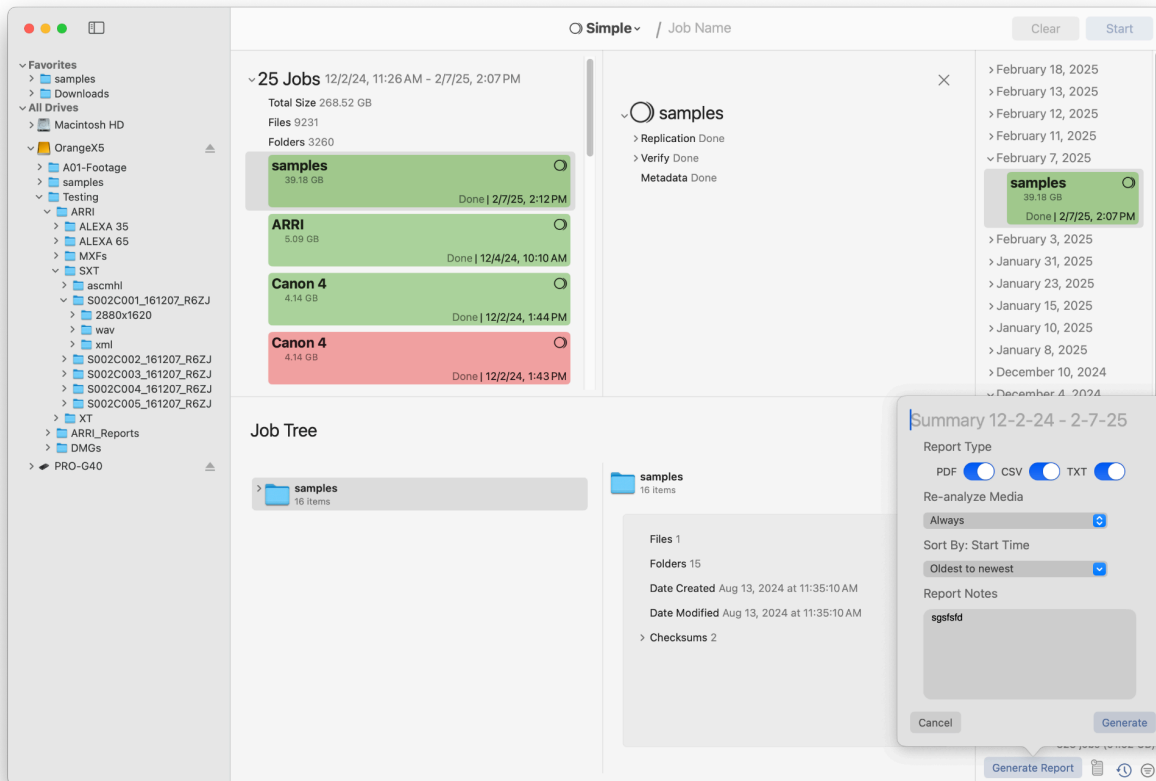 Simple / Job Name
Clear
Start
Favorites
samples
Downloads
All Drives
Macintosh HD
OrangeX5
A01-Footage
samples
Testing
ARRI
ALEXA 35
ALEXA 65
MXFs
SXT
ascmhl
S002C001_161207_R6ZJ
2880x1620
wav
xml
S002C002_161207_R6ZJ
S002C003_161207_R6ZJ
S002C004_161207_R6ZJ
S002C005_161207_R6ZJ
XT
ARRI_Reports
DMGs
PRO-G40
25 Jobs 12/2/24, 11:26 AM - 2/7/25, 2:07 PM
Total Size 268.52 GB
Files 9231
Folders 3260
samples
39.18 GB
Done | 2/7/25, 2:12 PM
ARRI
5.09 GB
Done | 12/4/24, 10:10 AM
Canon 4
4.14 GB
Done | 12/2/24, 1:44 PM
Canon 4
4.14 GB
Done | 12/2/24, 1:43 PM
samples
Replication Done
Verify Done
Metadata Done
February 18, 2025
February 13, 2025
February 12, 2025
February 11, 2025
February 7, 2025
samples
39.18 GB
Done | 2/7/25, 2:07 PM
February 3, 2025
January 31, 2025
January 23, 2025
January 15, 2025
January 10, 2025
January 8, 2025
December 10, 2024
December 4, 2024
Job Tree
samples
16 items
samples
16 items
Files 1
Folders 15
Date Created Aug 13, 2024 at 11:35:10 AM
Date Modified Aug 13, 2024 at 11:35:10 AM
Checksums 2
Summary 12-2-24 - 2-7-25
Report Type
PDF CSV TXT
Re-analyze Media
Always
Sort By: Start Time
Oldest to newest
Report Notes
sgsfsfd
Cancel
Generate
Generate Report